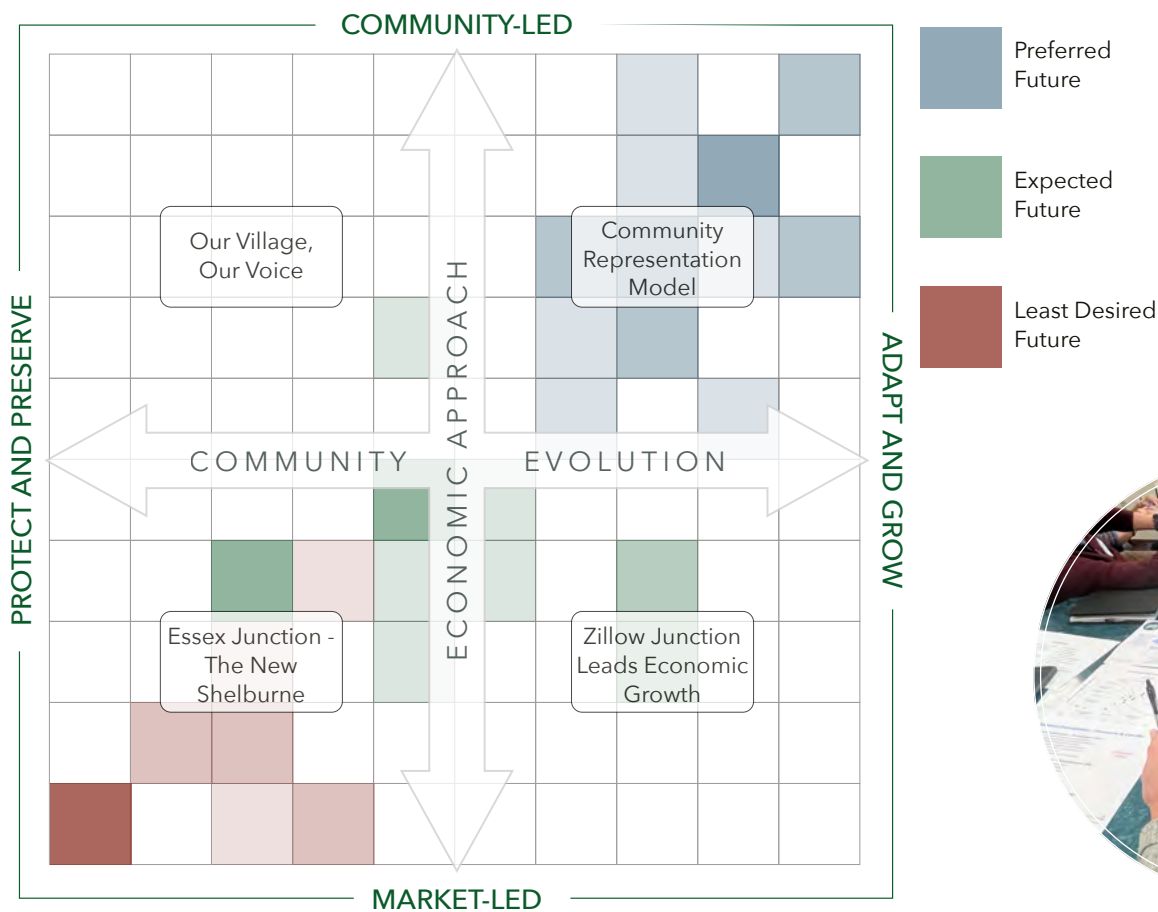 COMMUNITY-LED
Preferred
Future
Expected
Future
Least Desired
Future
Our Village,
Our Voice
Community
Representation
Model
PROTECT AND PRESERVE
ECONOMIC APPROACH
ADAPT AND GROW
COMMUNITY EVOLUTION
Essex Junction -
The New
Shelburne
Zillow Junction
Leads Economic
Growth
MARKET-LED